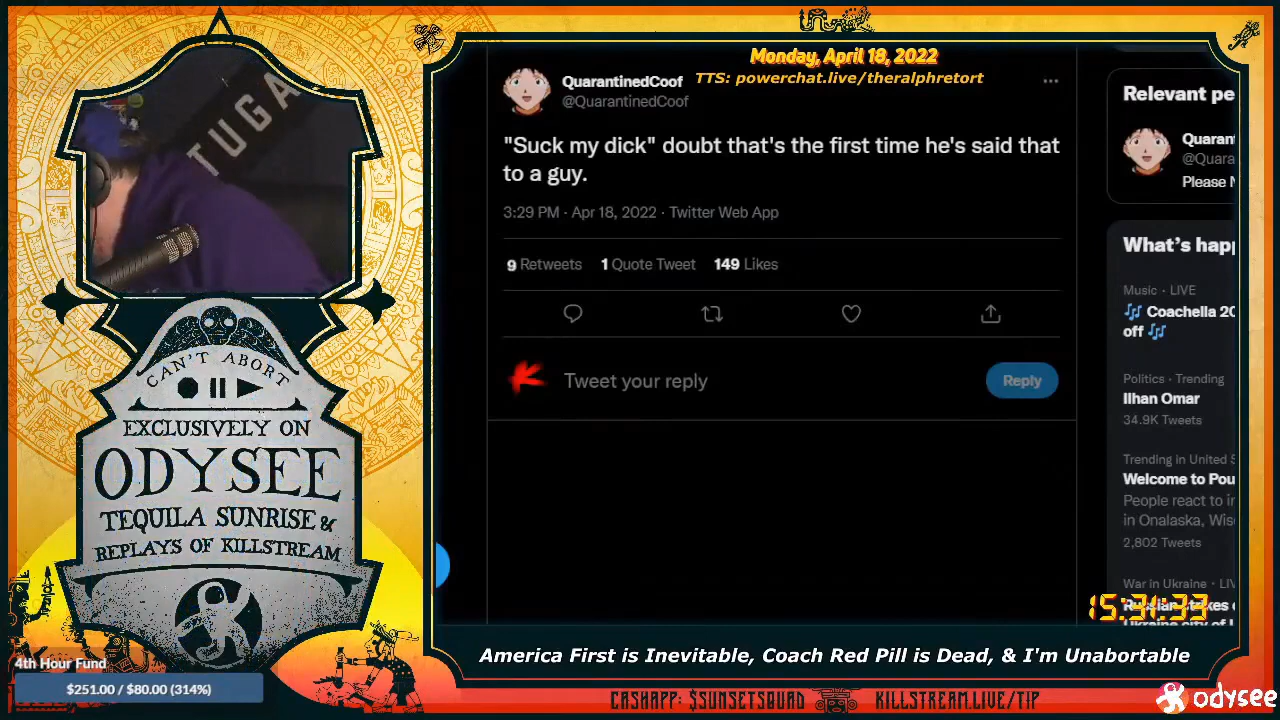 Monday, April 18, 2022
TTS: powerchat.live/theralphretort
TUGA
QuarantinedCoof
@QuarantinedCoof
"Suck my dick" doubt that's the first time he's said that
to a guy.
3:29 PM · Apr 18, 2022 · Twitter Web App
9 Retweets 1 Quote Tweet 149 Likes
Tweet your reply
Reply
Relevant pe
Quarant
@Quara
Please N
What's hap
Music · LIVE
🎶 Coachella 20
off 🎶
Politics · Trending
Ilhan Omar
34.9K Tweets
Trending in United S
Welcome to Pou
People react to in
in Onalaska, Wis
2,802 Tweets
War in Ukraine · LIV
15:31:33
CAN'T ABORT
EXCLUSIVELY ON
ODYSEE
TEQUILA SUNRISE &
REPLAYS OF KILLSTREAM
4th Hour Fund
$251.00 / $80.00 (314%)
America First is Inevitable, Coach Red Pill is Dead, & I'm Unabortable
CASHAPP: $SUNSETSQUAD
KILLSTREAM.LIVE/TIP
odysee